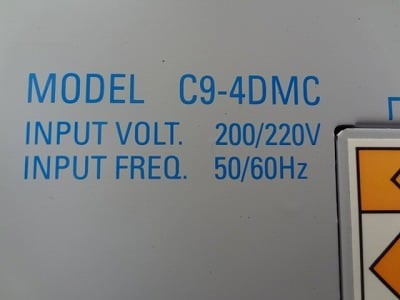 MODEL C9-4DMC
INPUT VOLT. 200/220V
INPUT FREQ. 50/60Hz